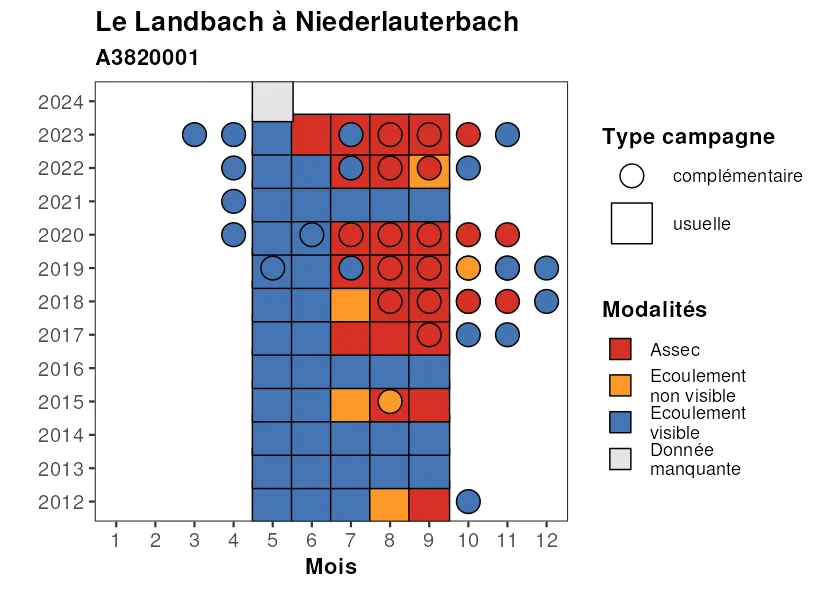 Le Landbach à Niederlauterbach
A3820001
2024
2023
2022
2021
2020
2019
2018
2017
2016
2015
2014
2013
2012
1 2 3 4 5 6 7 8 9 10 11 12
Mois
Type campagne
complémentaire
usuelle
Modalités
Assec
Ecoulement
non visible
Ecoulement
visible
Donnée
manquante